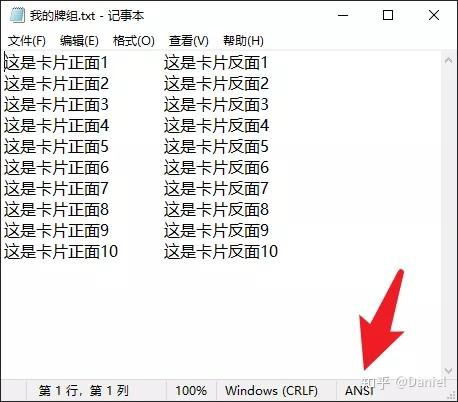 我的牌组.txt - 记事本
文件(F) 编辑(E) 格式(O) 查看(V) 帮助(H)
这是卡片正面1 这是卡片反面1
这是卡片正面2 这是卡片反面2
这是卡片正面3 这是卡片反面3
这是卡片正面4 这是卡片反面4
这是卡片正面5 这是卡片反面5
这是卡片正面6 这是卡片反面6
这是卡片正面7 这是卡片反面7
这是卡片正面8 这是卡片反面8
这是卡片正面9 这是卡片反面9
这是卡片正面10 这是卡片反面10
第 1 行，第 1 列 100% Windows (CRLF) ANSI
知乎 @Daniel